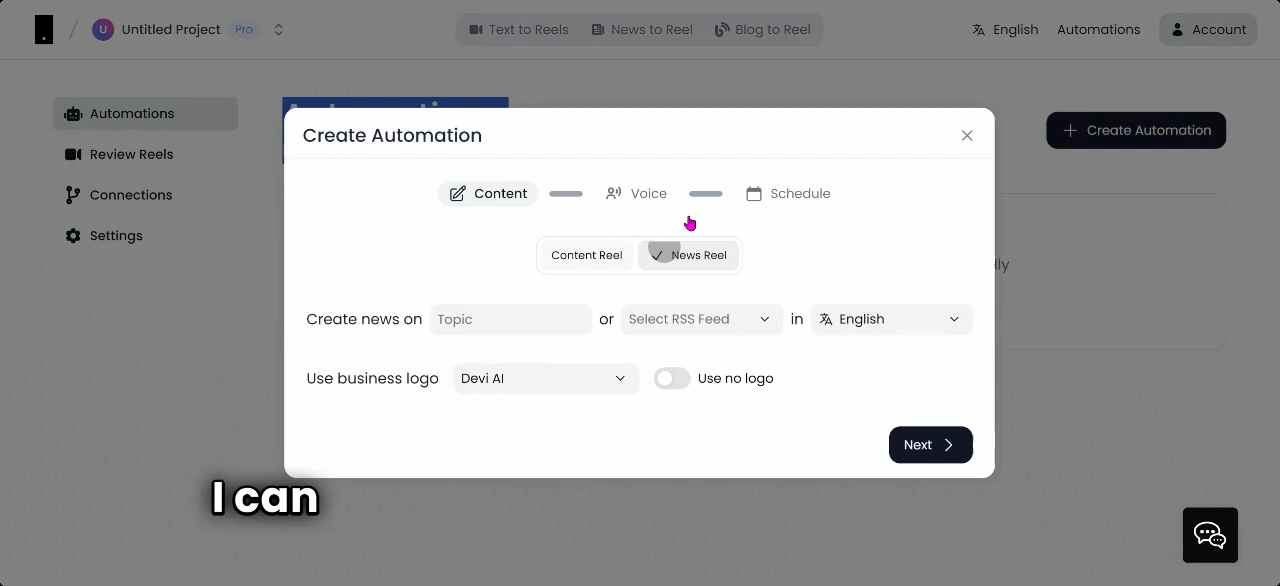 / U Untitled Project Pro Text to Reels News to Reel Blog to Reel English Automations Account
Automations
Review Reels
Connections
Settings
Create Automation
Create Automation
Content Voice Schedule
Content Reel News Reel
Create news on Topic or Select RSS Feed in English
Use business logo Devi AI Use no logo
Next
I can